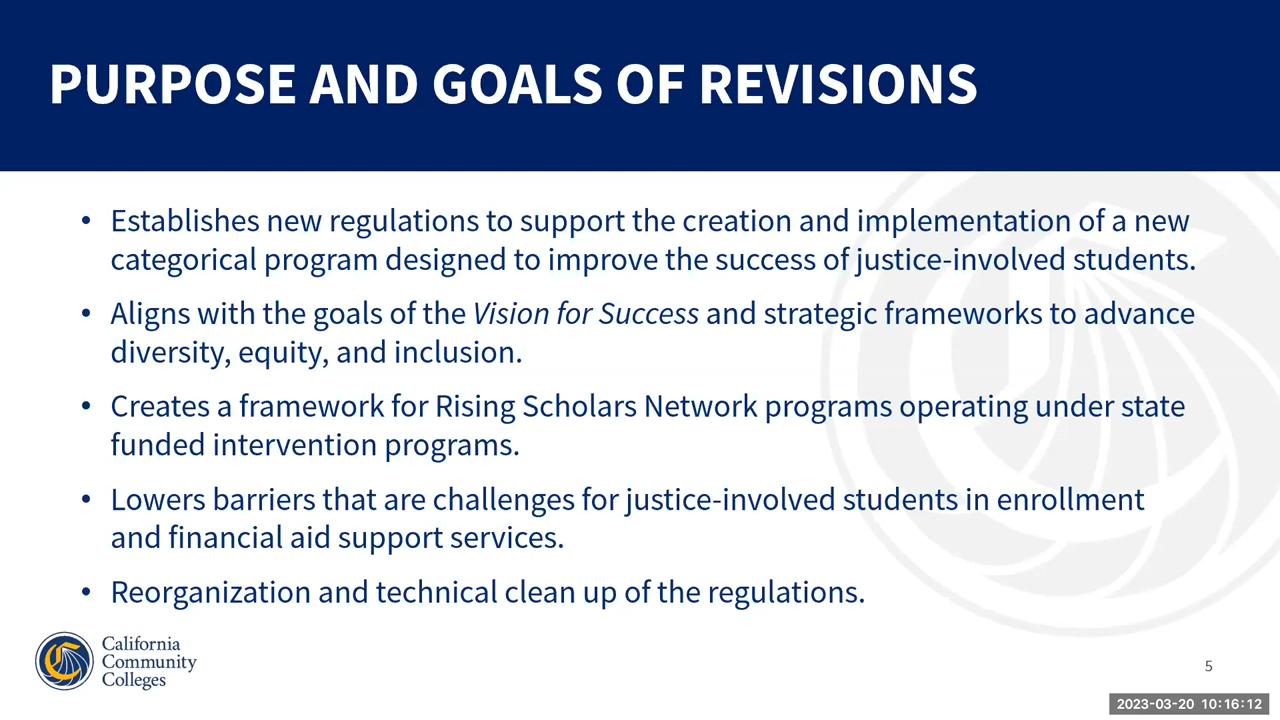 PURPOSE AND GOALS OF REVISIONS
• Establishes new regulations to support the creation and implementation of a new
categorical program designed to improve the success of justice-involved students.
• Aligns with the goals of the Vision for Success and strategic frameworks to advance
diversity, equity, and inclusion.
• Creates a framework for Rising Scholars Network programs operating under state
funded intervention programs.
• Lowers barriers that are challenges for justice-involved students in enrollment
and financial aid support services.
• Reorganization and technical clean up of the regulations.
California
Community
Colleges
5
2023-03-20 10:16:12